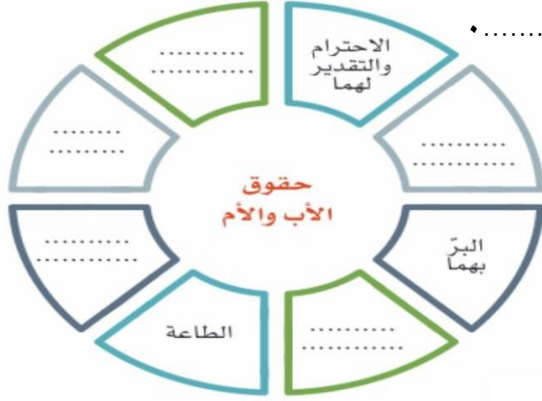 الاحترام
والتقدير
لهما
..........
............
..........
............
........
.........
حقوق
الأب والأم
البرّ
بهما
..........
............
الطاعة
..........
............